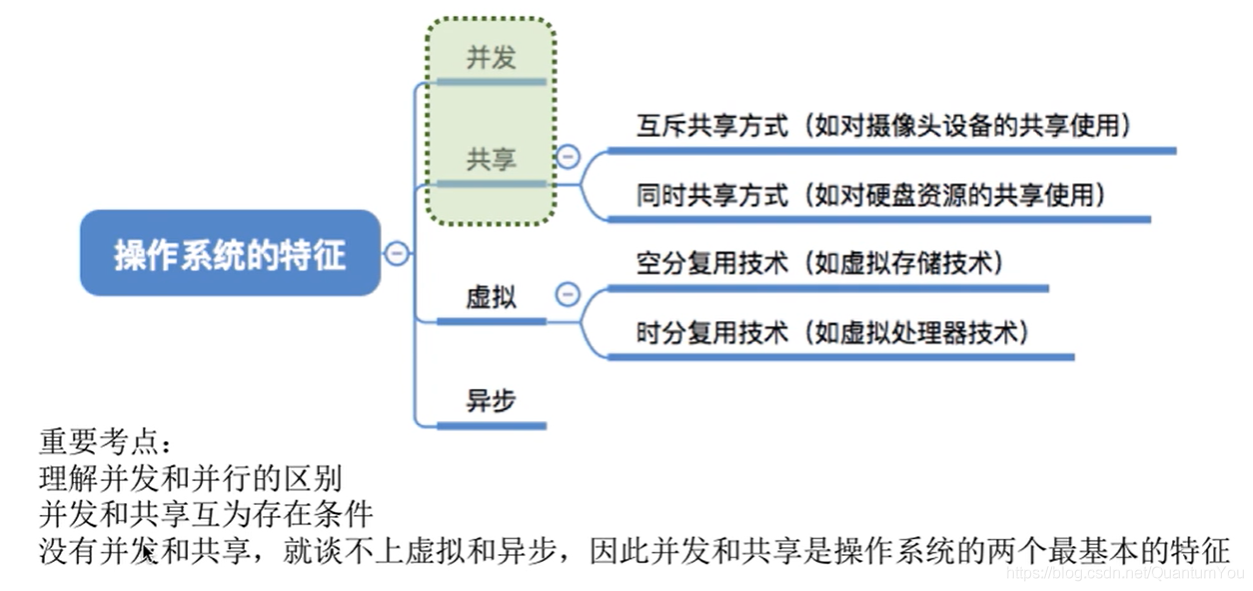 并发
共享
互斥共享方式（如对摄像头设备的共享使用）
同时共享方式（如对硬盘资源的共享使用）
操作系统的特征
虚拟
空分复用技术（如虚拟存储技术）
时分复用技术（如虚拟处理器技术）
异步
重要考点：
理解并发和并行的区别
并发和共享互为存在条件
没有并发和共享，就谈不上虚拟和异步，因此并发和共享是操作系统的两个最基本的特征
https://blog.csdn.net/QuantumYou